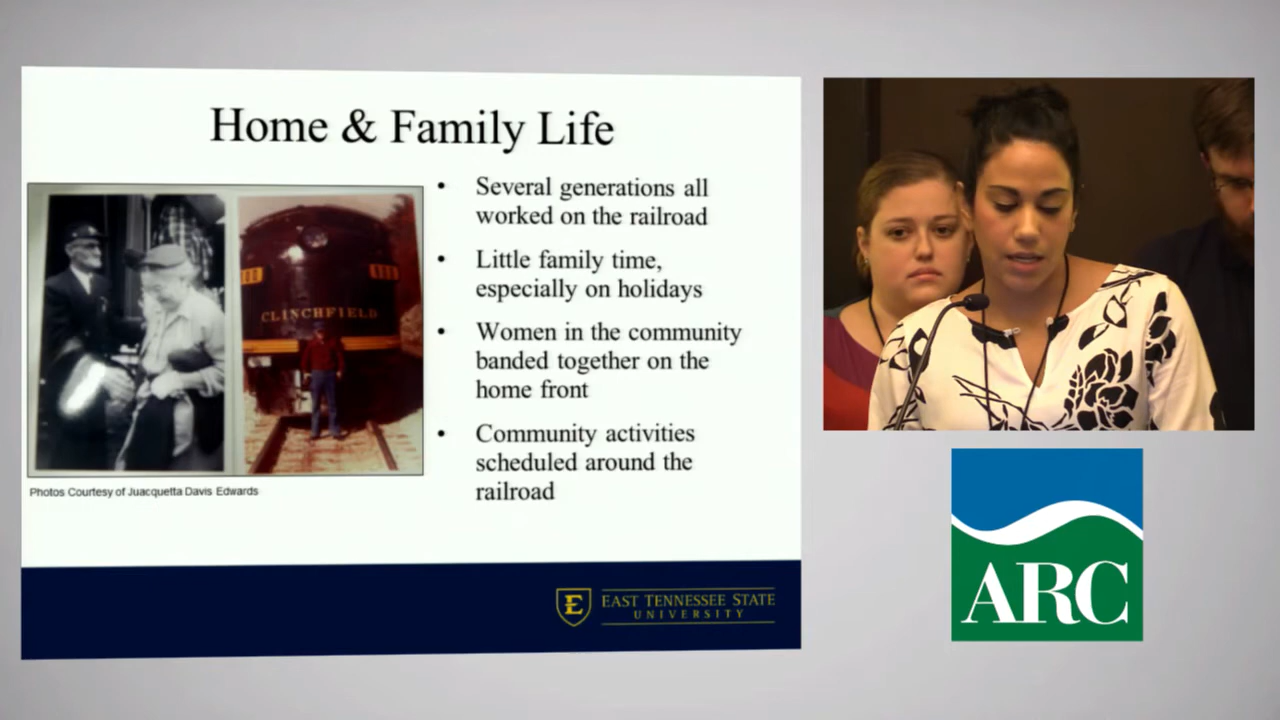 Home & Family Life
• Several generations all
worked on the railroad
• Little family time,
especially on holidays
• Women in the community
banded together on the
home front
• Community activities
scheduled around the
railroad
CLINCHFIELD
Photos Courtesy of Juacquetta Davis Edwards
E
EAST TENNESSEE STATE
UNIVERSITY
ARC